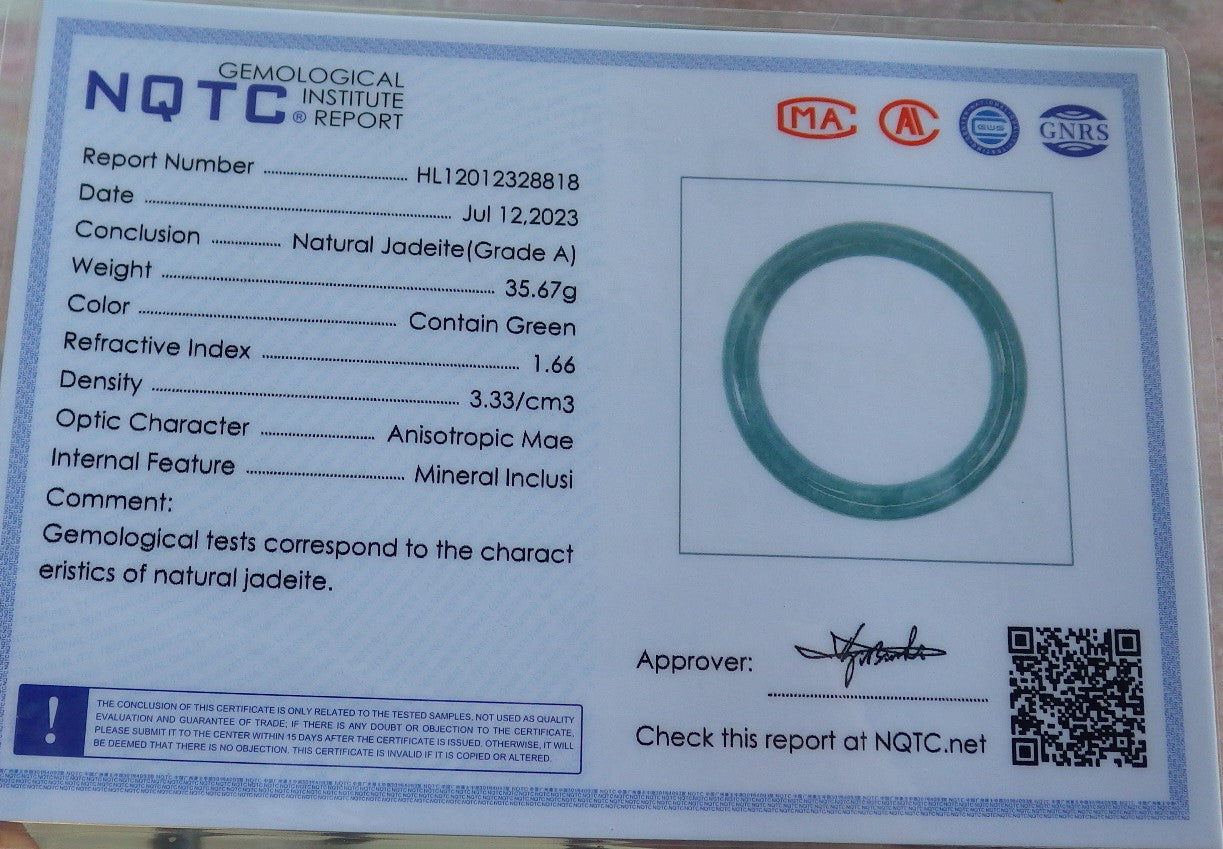 NQTC® GEMOLOGICAL INSTITUTE REPORT
Report Number HL12012328818
Date Jul 12,2023
Conclusion Natural Jadeite(Grade A)
Weight 35.67g
Color Contain Green
Refractive Index 1.66
Density 3.33/cm3
Optic Character Anisotropic Mae
Internal Feature Mineral Inclusi
Comment:
Gemological tests correspond to the charact
eristics of natural jadeite.
!
THE CONCLUSION OF THIS CERTIFICATE IS ONLY RELATED TO THE TESTED SAMPLES, NOT USED AS QUALITY
EVALUATION AND GUARANTEE OF TRADE; IF THERE IS ANY DOUBT OR OBJECTION TO THE CERTIFICATE,
PLEASE SUBMIT IT TO THE CENTER WITHIN 15 DAYS AFTER THE CERTIFICATE IS ISSUED, OTHERWISE, IT WILL
BE DEEMED THAT THERE IS NO OBJECTION. THIS CERTIFICATE IS INVALID IF IT IS COPIED OR ALTERED.
MA
GNRS
Approver:
Check this report at NQTC.net